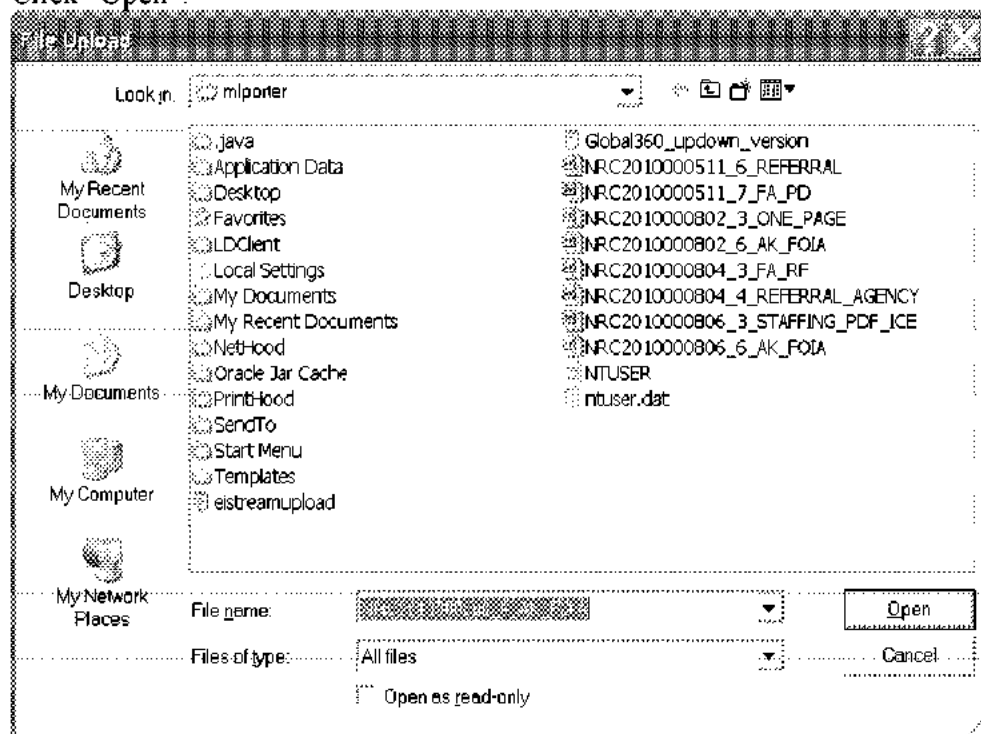 Click "Open".
File Upload
Look in:
mlporter
My Recent Documents
Desktop
My Documents
My Computer
My Network Places
.java
Application Data
Desktop
Favorites
LDClient
Local Settings
My Documents
My Recent Documents
NetHood
Oracle Jar Cache
PrintHood
SendTo
Start Menu
Templates
eistreamupload
Global360_updown_version
NRC2010000511_6_REFERRAL
NRC2010000511_7_FA_PD
NRC2010000802_3_ONE_PAGE
NRC2010000802_6_AK_FOIA
NRC2010000804_3_FA_RF
NRC2010000804_4_REFERRAL_AGENCY
NRC2010000806_3_STAFFING_PDF_ICE
NRC2010000806_6_AK_FOIA
NTUSER
ntuser.dat
File name:
Open
Files of type:
All files
Cancel
Open as read-only